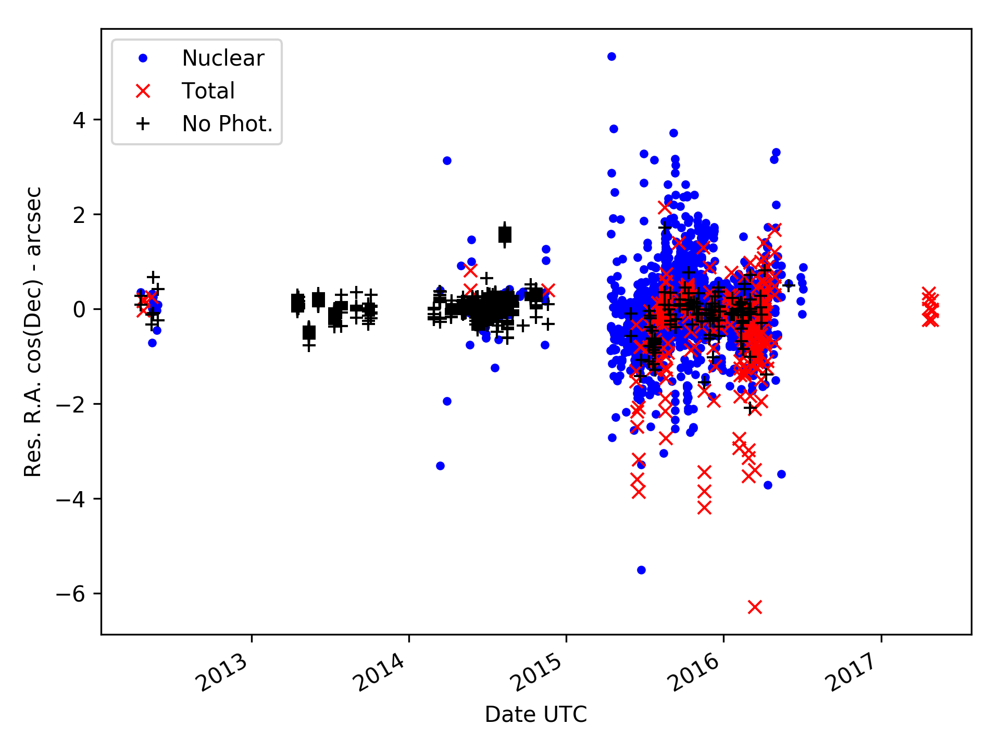 Nuclear
Total
No Phot.
4
2
0
−2
−4
−6
Res. R.A. cos(Dec) - arcsec
2013
2014
2015
2016
2017
Date UTC